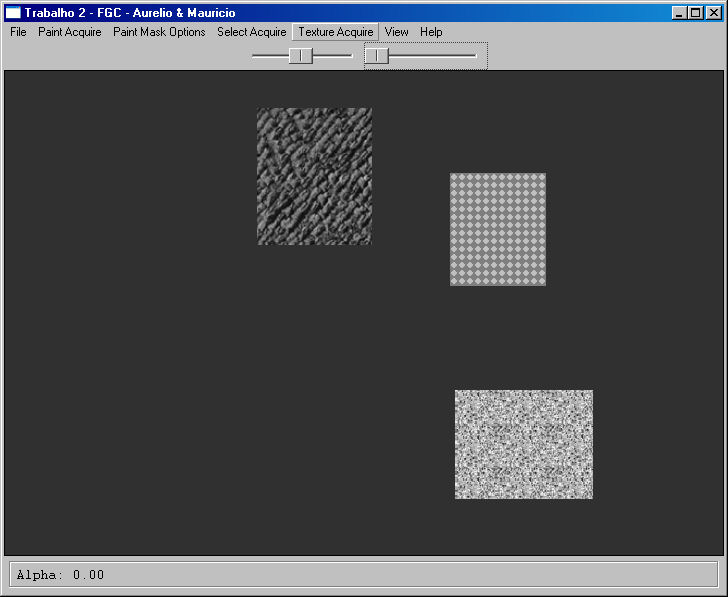 Trabalho 2 - FGC - Aurelio & Mauricio
File Paint Acquire Paint Mask Options Select Acquire Texture Acquire View Help
Alpha: 0.00